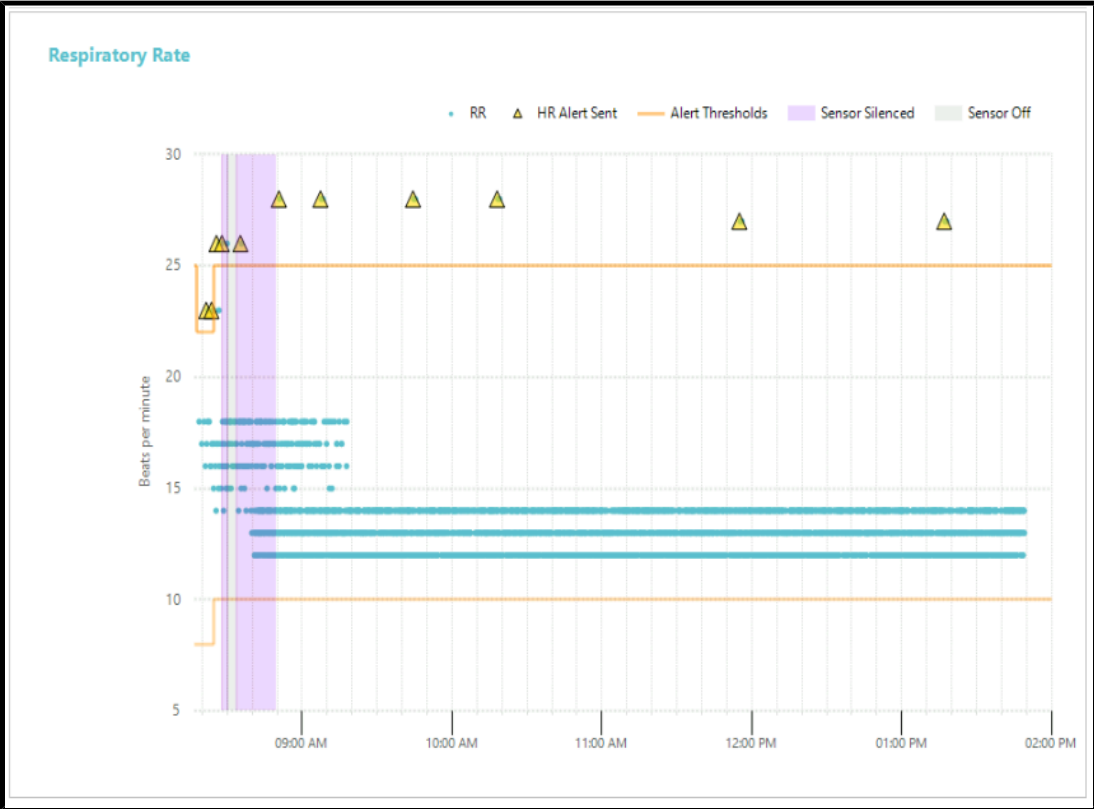 Respiratory Rate
RR
HR Alert Sent
Alert Thresholds
Sensor Silenced
Sensor Off
30
25
20
15
10
5
Beats per minute
09:00 AM
10:00 AM
11:00 AM
12:00 PM
01:00 PM
02:00 PM